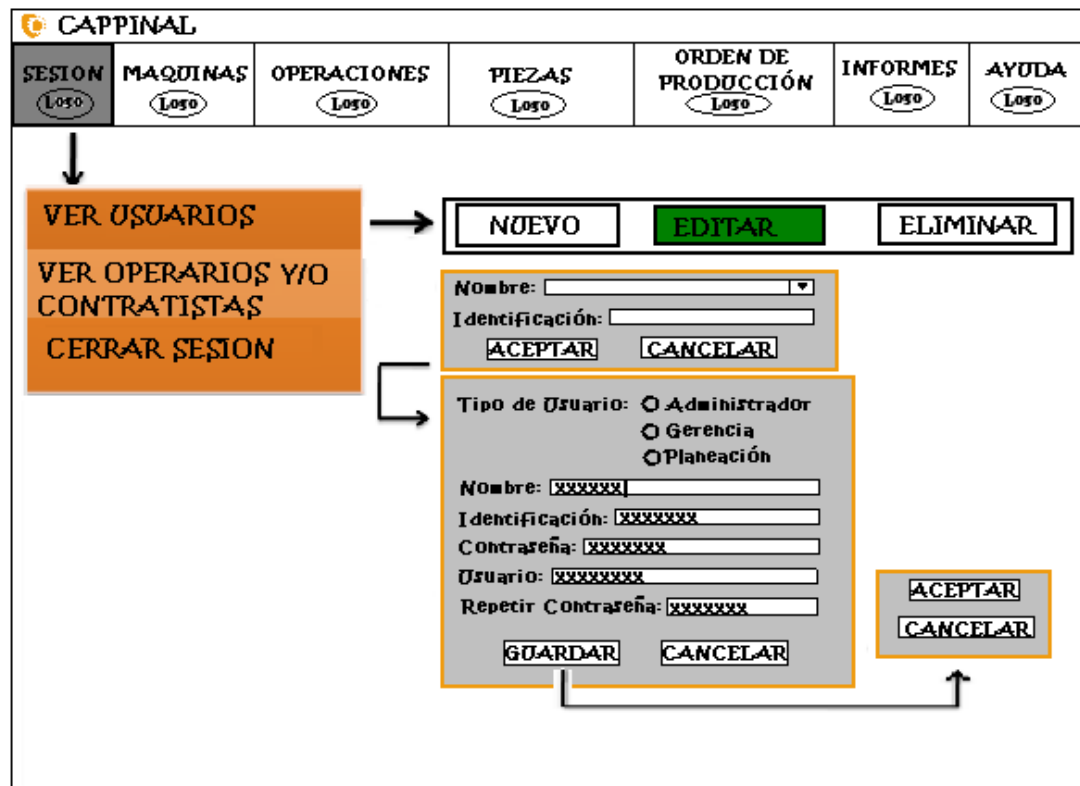 CAPPINAL
SESION
Logo
MAQUINAS
Logo
OPERACIONES
Logo
PIEZAS
Logo
ORDEN DE
PRODUCCIÓN
Logo
INFORMES
Logo
AYUDA
Logo
VER USUARIOS
VER OPERARIOS Y/O
CONTRATISTAS
CERRAR SESION
NUEVO
EDITAR
ELIMINAR
Nombre:
Identificación:
ACEPTAR
CANCELAR
Tipo de Usuario:
Administrador
Gerencia
Planeación
Nombre: xxxxxx
Identificación: xxxxxxx
Contraseña: xxxxxxx
Usuario: xxxxxxxx
Repetir Contraseña: xxxxxxx
GUARDAR
CANCELAR
ACEPTAR
CANCELAR